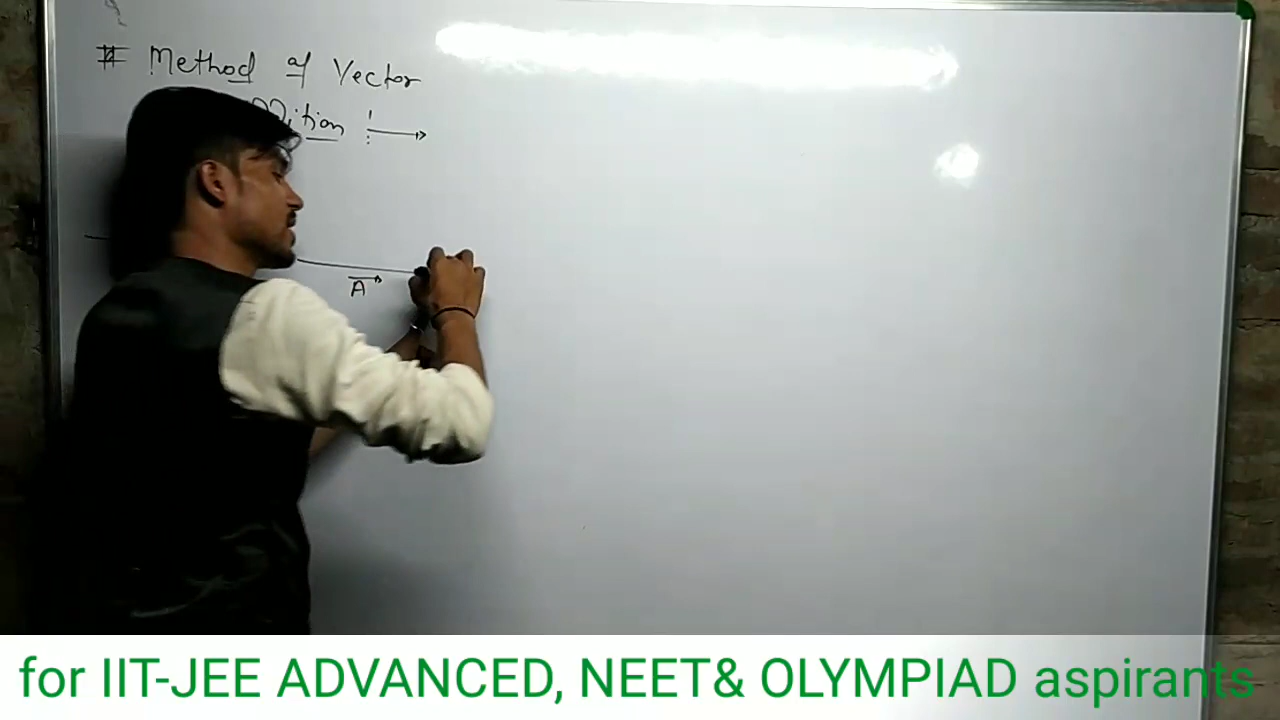 # Method of Vector
A
for IIT-JEE ADVANCED, NEET& OLYMPIAD aspirants